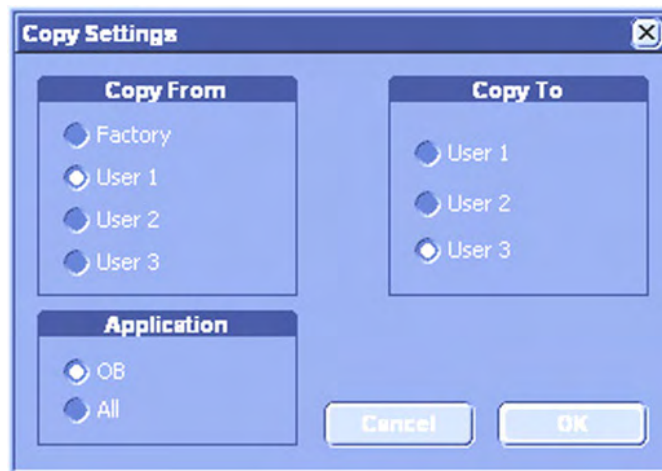 Copy Settings
Copy From
Factory
User 1
User 2
User 3
Copy To
User 1
User 2
User 3
Application
OB
All
Cancel
OK